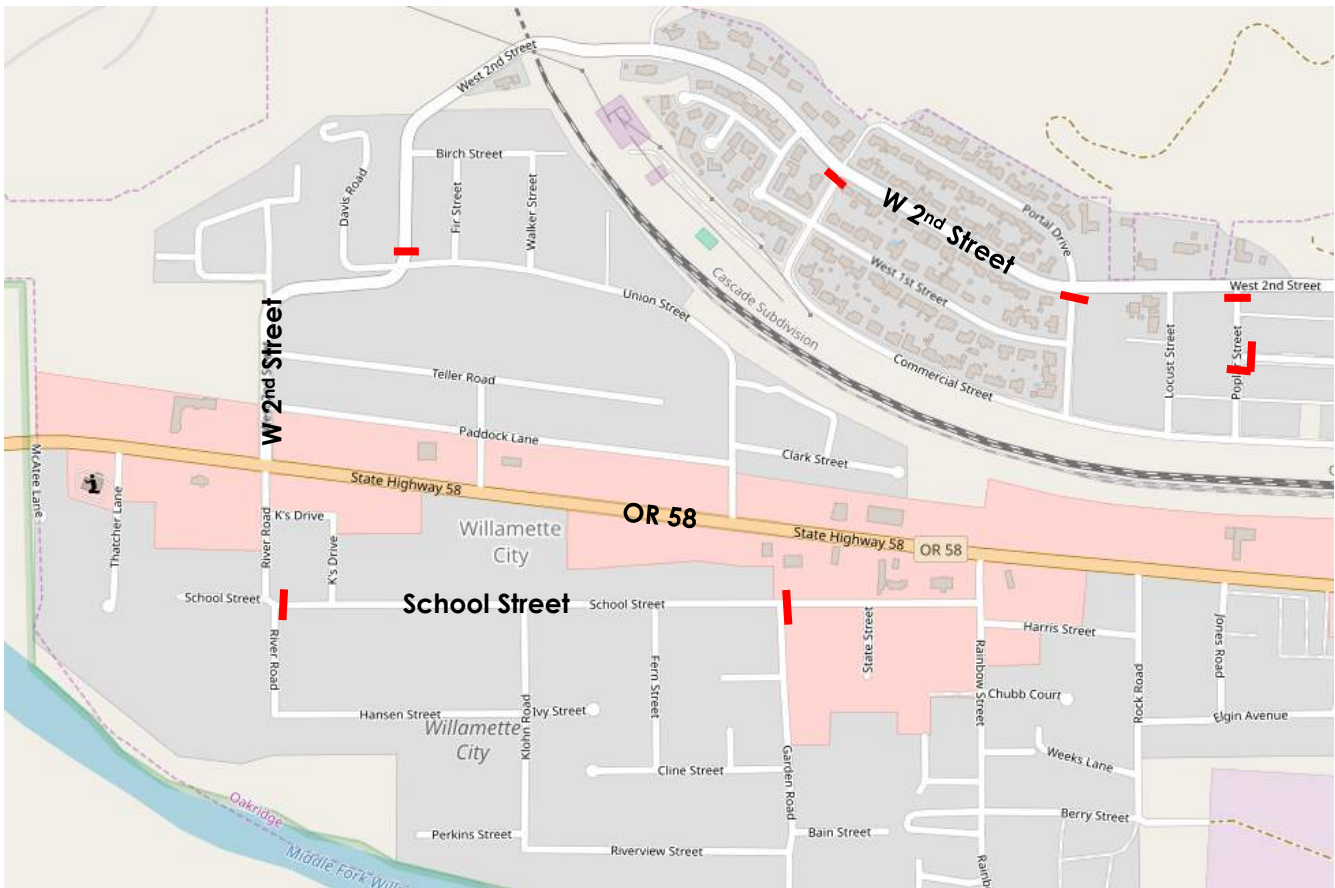 West 2nd Street
Birch Street
Davis Road
Fir Street
Walker Street
W 2nd Street
Portal Drive
West 1st Street
Cascade Subdivision
Union Street
West 2nd Street
Locust Street
Poplar Street
Commercial Street
W 2nd Street
Teller Road
Paddock Lane
Clark Street
McAtee Lane
Thatcher Lane
State Highway 58
OR 58
Willamette
City
State Highway 58
OR 58
River Road
K's Drive
K's Drive
School Street
School Street
School Street
State Street
Harris Street
Jones Road
River Road
Fern Street
Rainbow Street
Rock Road
Chubb Court
Hansen Street
Klohn Road
Ivy Street
Willamette
City
Elgin Avenue
Garden Road
Weeks Lane
Cline Street
Oakridge
Berry Street
Perkins Street
Bain Street
Riverview Street